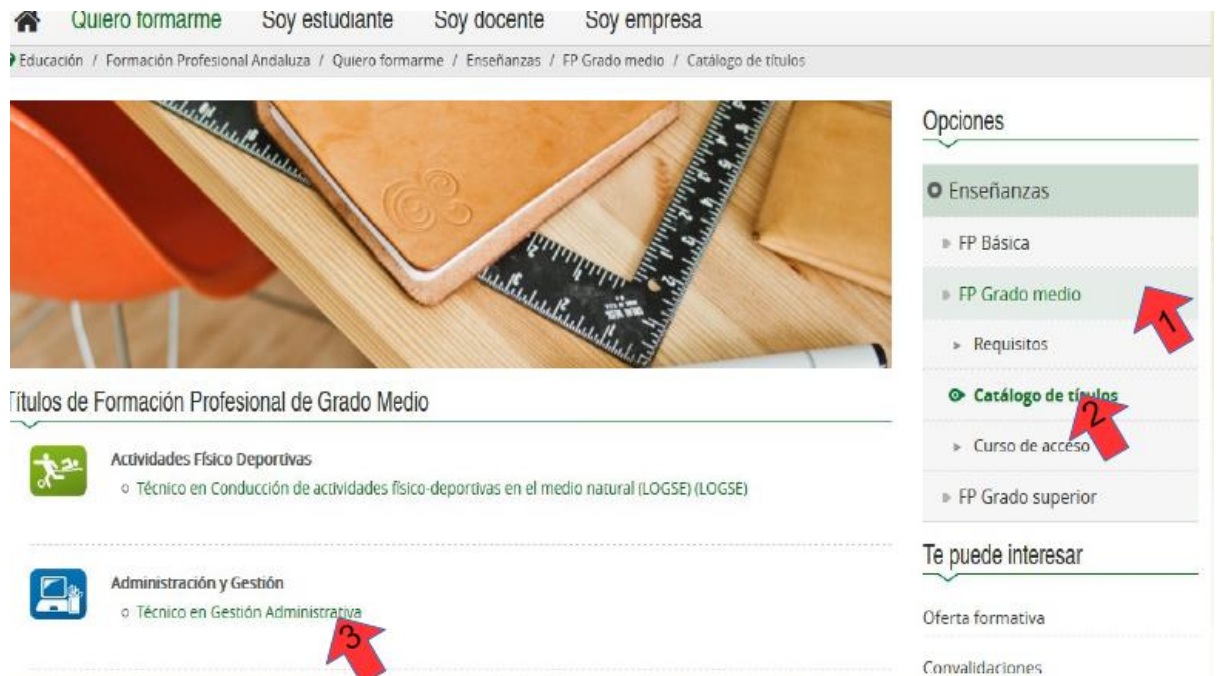 Quiero formarme Soy estudiante Soy docente Soy empresa
Educación / Formación Profesional Andaluza / Quiero formarme / Enseñanzas / FP Grado medio / Catálogo de títulos
Títulos de Formación Profesional de Grado Medio
Actividades Físico Deportivas
Técnico en Conducción de actividades físico-deportivas en el medio natural (LOGSE) (LOGSE)
Administración y Gestión
Técnico en Gestión Administrativa
3
Opciones
Enseñanzas
FP Básica
FP Grado medio
1
Requisitos
Catálogo de títulos
2
Curso de acceso
FP Grado superior
Te puede interesar
Oferta formativa
Convalidaciones